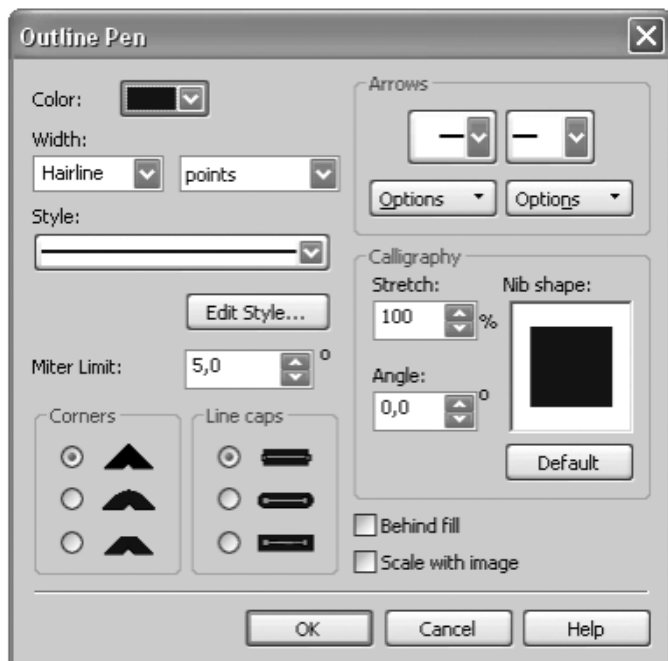 Outline Pen
Color:
Width:
Hairline
points
Style:
Edit Style...
Miter Limit:
5,0
°
Corners
Line caps
Arrows
Options
Options
Calligraphy
Stretch:
Nib shape:
100
%
Angle:
0,0
°
Default
Behind fill
Scale with image
OK
Cancel
Help